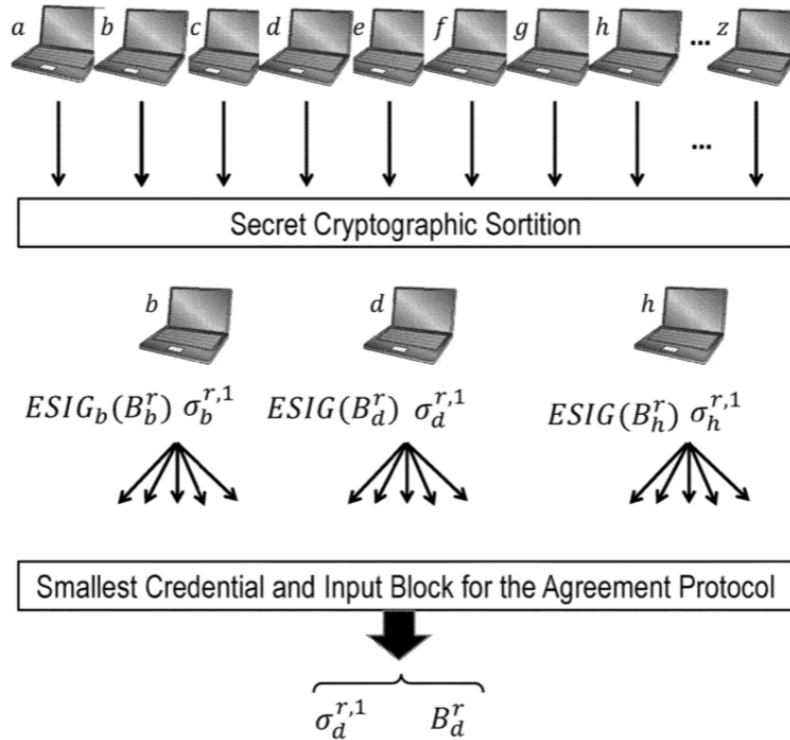 a b c d e f g h ... z
...
Secret Cryptographic Sortition
b d h
ESIG_b(B_b^r) σ_b^{r,1} ESIG(B_d^r) σ_d^{r,1} ESIG(B_h^r) σ_h^{r,1}
Smallest Credential and Input Block for the Agreement Protocol
σ_d^{r,1} B_d^r